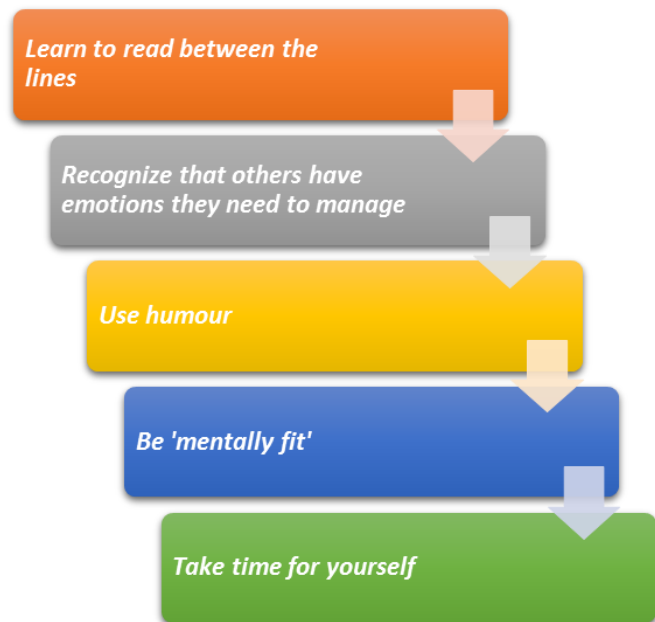 Learn to read between the
lines
Recognize that others have
emotions they need to manage
Use humour
Be 'mentally fit'
Take time for yourself